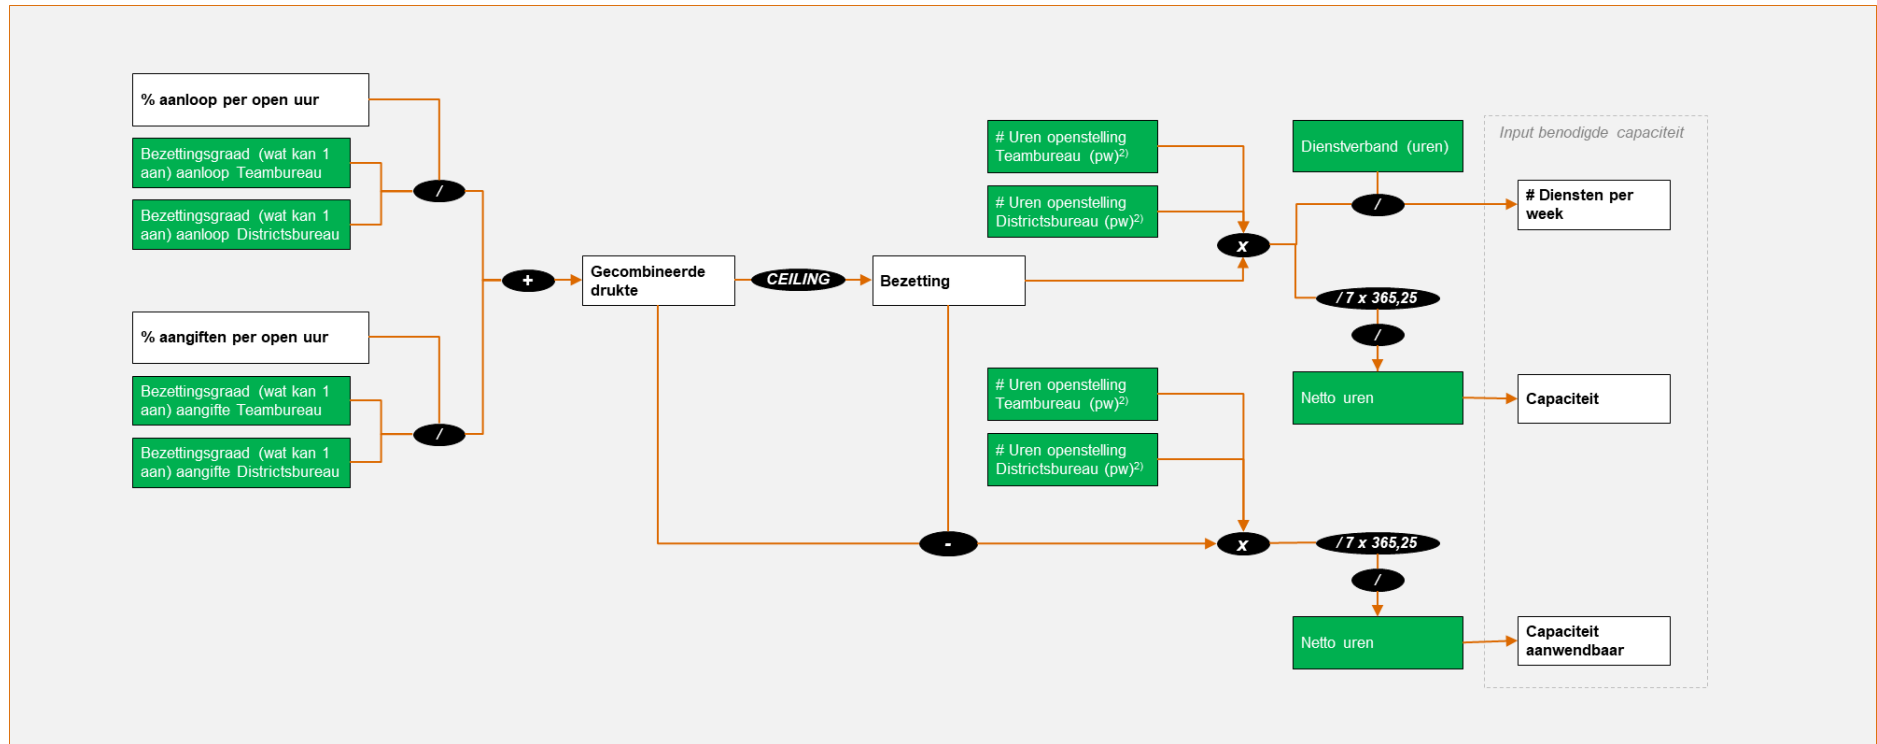 % aanloop per open uur
Bezettingsgraad (wat kan 1
aan) aanloop Teambureau
/
Bezettingsgraad (wat kan 1
aan) aanloop Districtsbureau
% aangiften per open uur
Bezettingsgraad (wat kan 1
aan) aangifte Teambureau
/
Bezettingsgraad (wat kan 1
aan) aangifte Districtsbureau
+
Gecombineerde
drukte
CEILING
Bezetting
-
# Uren openstelling
Teambureau (pw)2)
# Uren openstelling
Districtsbureau (pw)2)
x
# Uren openstelling
Teambureau (pw)2)
# Uren openstelling
Districtsbureau (pw)2)
x
Dienstverband (uren)
/
/ 7 x 365,25
/
Netto uren
/ 7 x 365,25
/
Netto uren
Input benodigde capaciteit
# Diensten per
week
Capaciteit
Capaciteit
aanwendbaar